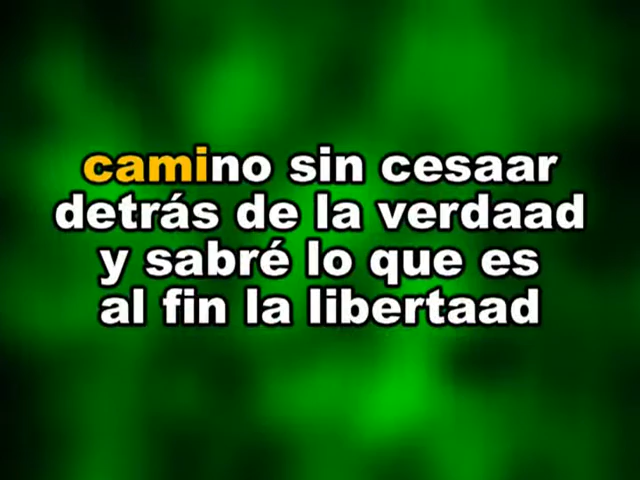 camino sin cesaar
detrás de la verdaad
y sabré lo que es
al fin la libertaad